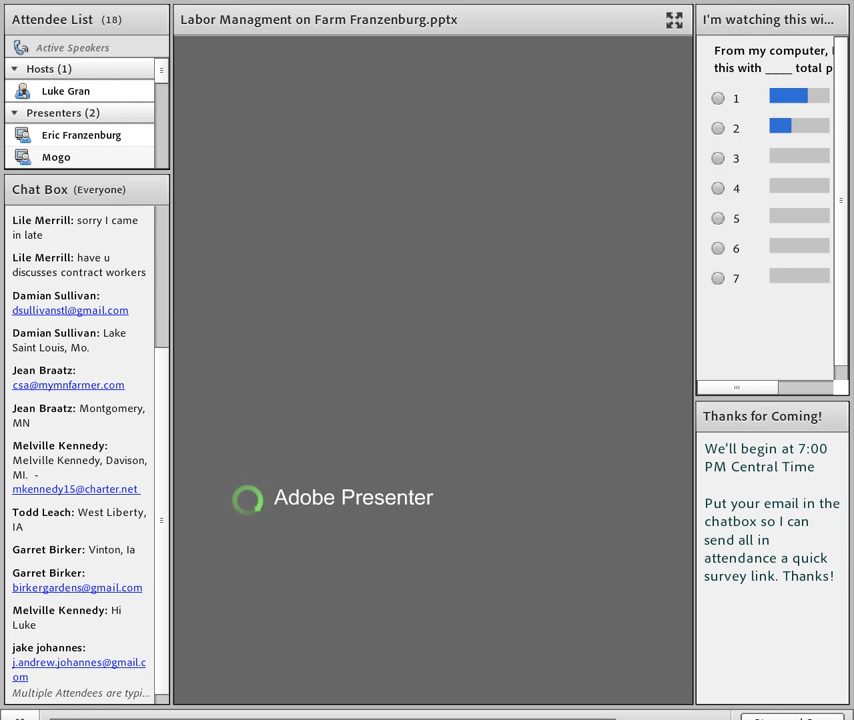 Attendee List (18)
Active Speakers
Hosts (1)
Luke Gran
Presenters (2)
Eric Franzenburg
Mogo
Chat Box (Everyone)
Lile Merrill: sorry I came
in late
Lile Merrill: have u
discusses contract workers
Damian Sullivan:
dsullivanstl@gmail.com
Damian Sullivan: Lake
Saint Louis, Mo.
Jean Braatz:
csa@mymnfarmer.com
Jean Braatz: Montgomery,
MN
Melville Kennedy:
Melville Kennedy, Davison,
MI. -
mkennedy15@charter.net
Todd Leach: West Liberty,
IA
Garret Birker: Vinton, Ia
Garret Birker:
birkergardens@gmail.com
Melville Kennedy: Hi
Luke
jake johannes:
j.andrew.johannes@gmail.c
om
Multiple Attendees are typi...
Labor Managment on Farm Franzenburg.pptx
Adobe Presenter
I'm watching this wi...
From my computer,
this with ____ total p
1
2
3
4
5
6
7
Thanks for Coming!
We'll begin at 7:00
PM Central Time
Put your email in the
chatbox so I can
send all in
attendance a quick
survey link. Thanks!